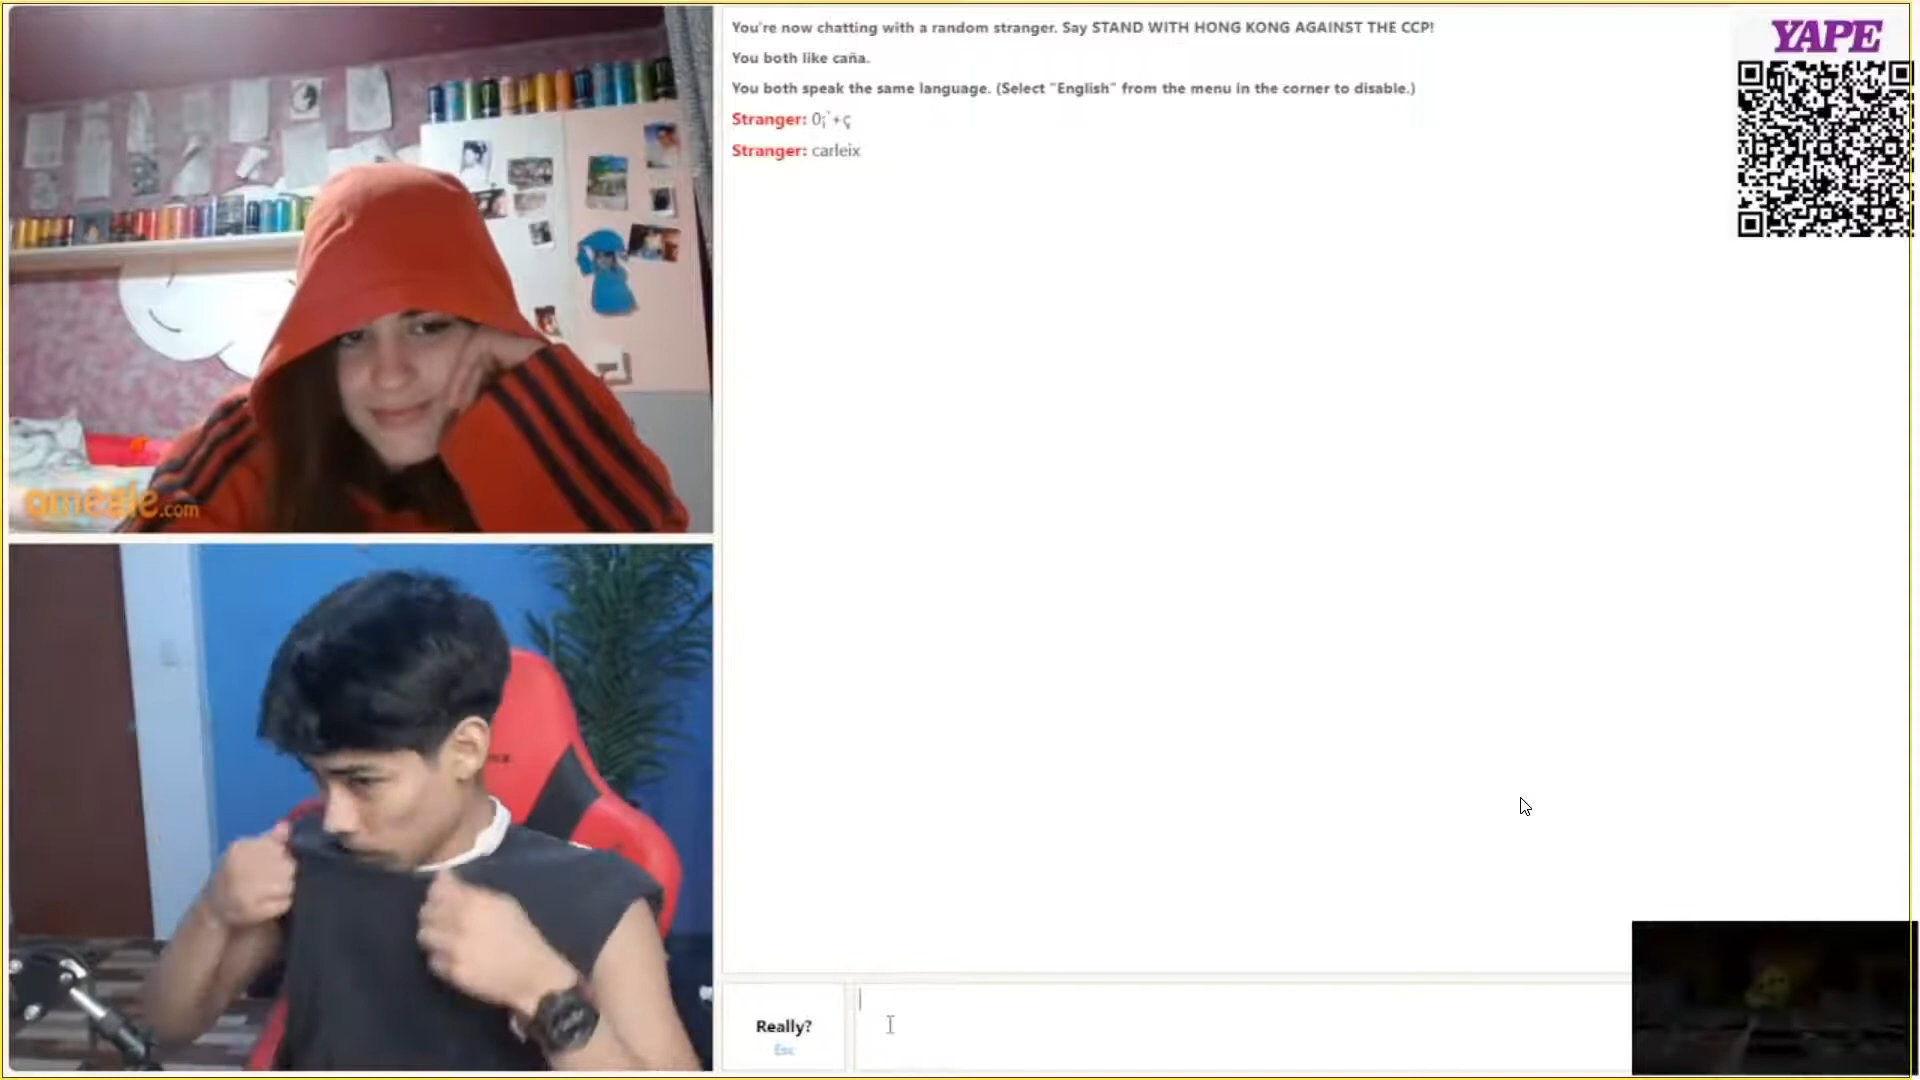 You're now chatting with a random stranger. Say STAND WITH HONG KONG AGAINST THE CCP!
You both like caña.
You both speak the same language. (Select "English" from the menu in the corner to disable.)
Stranger: 0¡`+ç
Stranger: carleix
YAPE
omegle.com
Really?
Esc